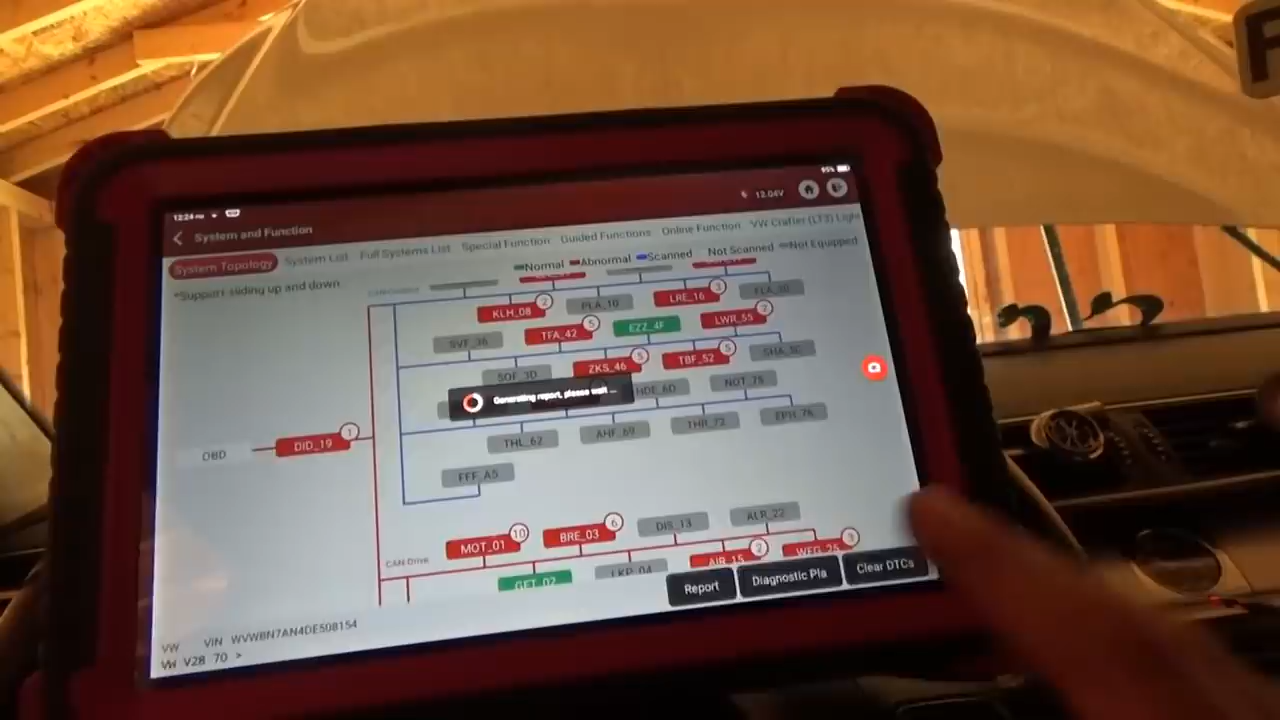 95%
12:24 PM
12.04V
System and Function
System Topology System List Full Systems List Special Function Guided Functions Online Function VW Crafter (LT3) Light
Normal Abnormal Scanned Not Scanned Not Equipped
*Support sliding up and down
KLH_08 2 PLA_10 LRE_16 3
SVF_36 TFA_42 5 EZZ_4F LWR_55 2
SOF_3D ZKS_46 5 TBF_52 5
Generating report, please wait ... HDE_6D NOT_75
THL_62 AHF_69 THR_72 EPH_76
OBD DID_19 1
FFF_A5
CAN-Drive MOT_01 10 BRE_03 6 DIS_13 ALR_22
GET_02 LKP_04 AIR_15 2 WFG_25 3
Report Diagnostic Pla Clear DTCs
VW VIN WVWBN7AN4DE508154
VW V28 70 >